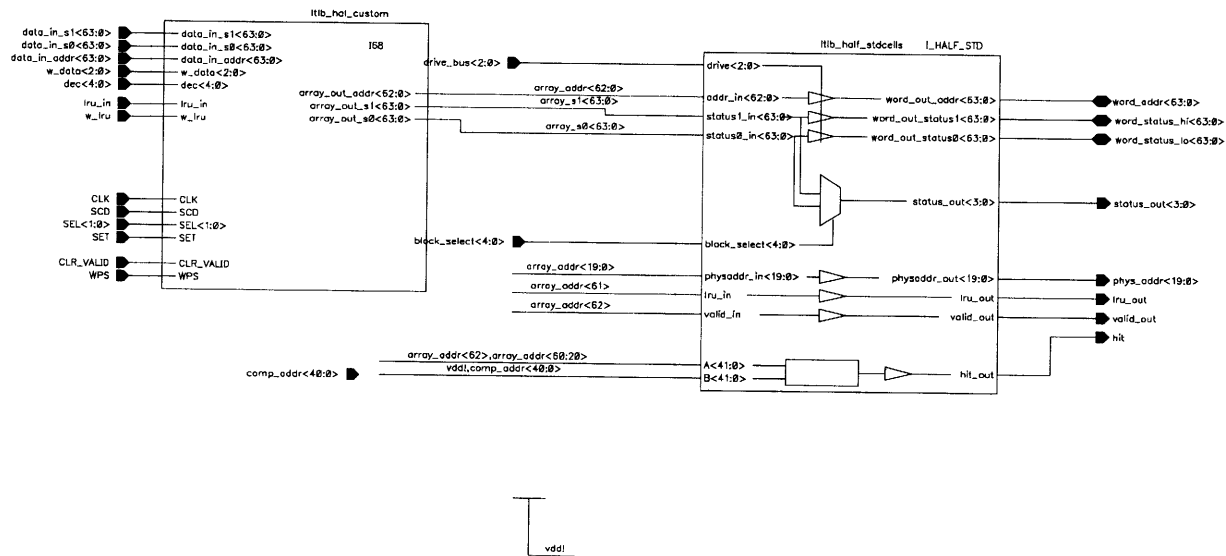 ltlb_hal_custom
I68
data_in_s1<63:0>
data_in_s0<63:0>
data_in_addr<63:0>
w_data<2:0>
dec<4:0>
lru_in
w_lru
data_in_s1<63:0>
data_in_s0<63:0>
data_in_addr<63:0>
w_data<2:0>
dec<4:0>
lru_in
w_lru
array_out_addr<62:0>
array_out_s1<63:0>
array_out_s0<63:0>
CLK
SCD
SEL<1:0>
SET
CLR_VALID
WPS
CLK
SCD
SEL<1:0>
SET
CLR_VALID
WPS
drive_bus<2:0>
array_addr<62:0>
array_s1<63:0>
array_s0<63:0>
block_select<4:0>
array_addr<19:0>
array_addr<61>
array_addr<62>
array_addr<62>,array_addr<60:20>
vdd!,comp_addr<40:0>
comp_addr<40:0>
ltlb_half_stdcells I_HALF_STD
drive<2:0>
addr_in<62:0>
status1_in<63:0>
status0_in<63:0>
block_select<4:0>
physaddr_in<19:0>
lru_in
valid_in
A<41:0>
B<41:0>
word_out_addr<63:0>
word_out_status1<63:0>
word_out_status0<63:0>
status_out<3:0>
physaddr_out<19:0>
lru_out
valid_out
hit_out
word_addr<63:0>
word_status_hi<63:0>
word_status_lo<63:0>
status_out<3:0>
phys_addr<19:0>
lru_out
valid_out
hit
vdd!